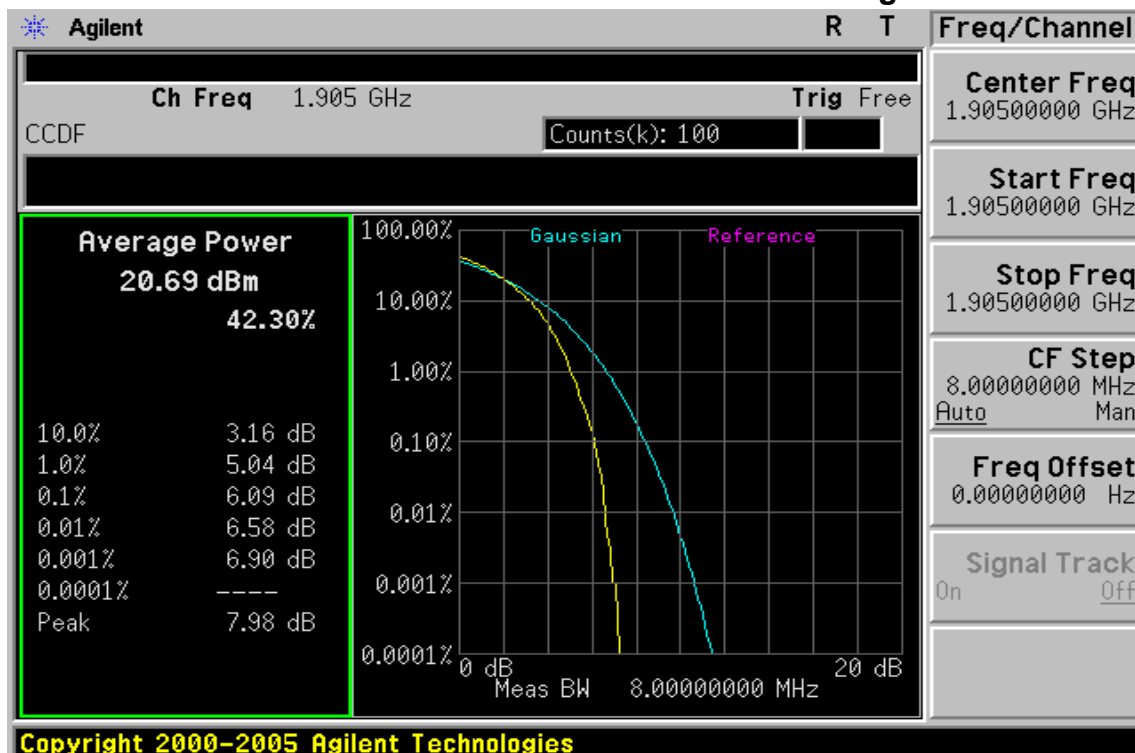 Agilent R T
Freq/Channel
Ch Freq 1.905 GHz Trig Free
CCDF Counts(k): 100
Average Power
20.69 dBm
42.30%
10.0% 3.16 dB
1.0% 5.04 dB
0.1% 6.09 dB
0.01% 6.58 dB
0.001% 6.90 dB
0.0001% ----
Peak 7.98 dB
Gaussian Reference
100.00%
10.00%
1.00%
0.10%
0.01%
0.001%
0.0001%
0 dB 20 dB
Meas BW 8.00000000 MHz
Center Freq
1.90500000 GHz
Start Freq
1.90500000 GHz
Stop Freq
1.90500000 GHz
CF Step
8.00000000 MHz
Auto Man
Freq Offset
0.00000000 Hz
Signal Track
On Off
Copyright 2000-2005 Agilent Technologies